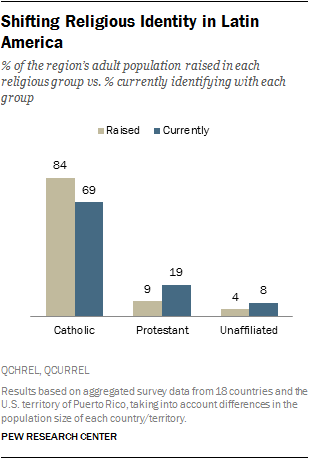 Shifting Religious Identity in Latin
America
% of the region's adult population raised in each
religious group vs. % currently identifying with each
group
Raised Currently
84
69
9
19
4
8
Catholic Protestant Unaffiliated
QCHREL, QCURREL
Results based on aggregated survey data from 18 countries and the
U.S. territory of Puerto Rico, taking into account differences in the
population size of each country/territory.
PEW RESEARCH CENTER